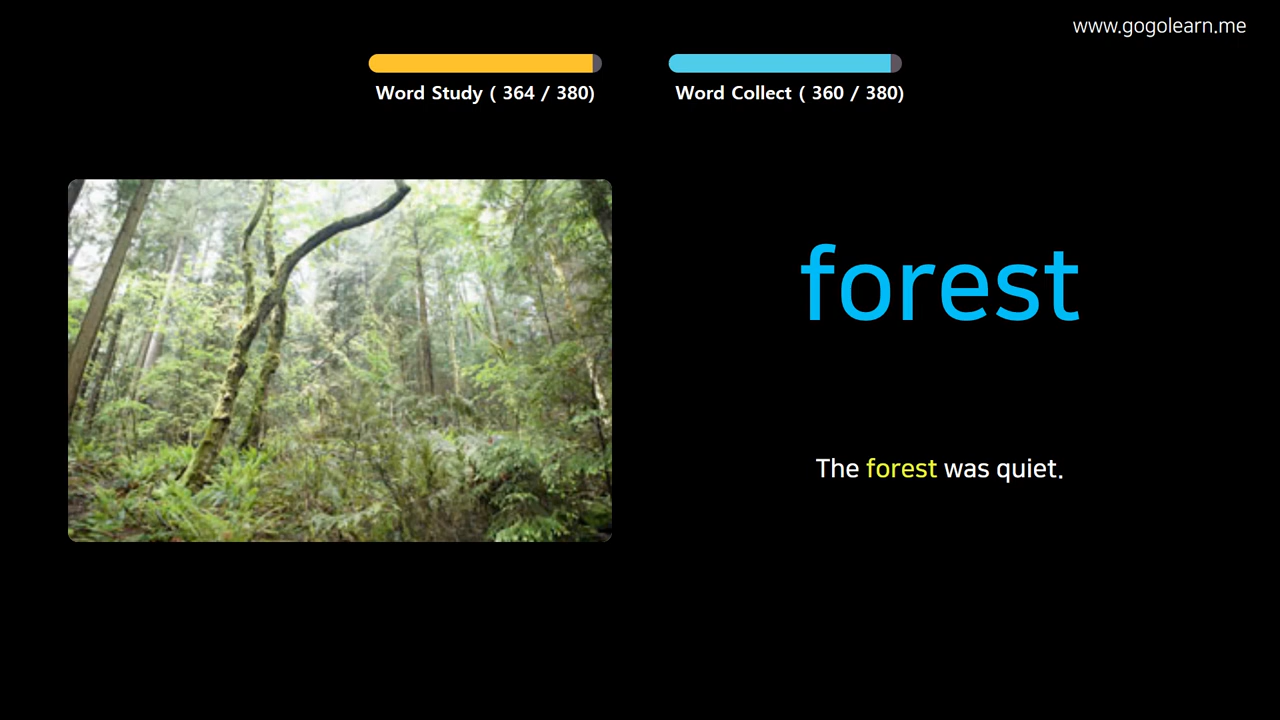 www.gogolearn.me
Word Study ( 364 / 380)
Word Collect ( 360 / 380)
forest
The forest was quiet.